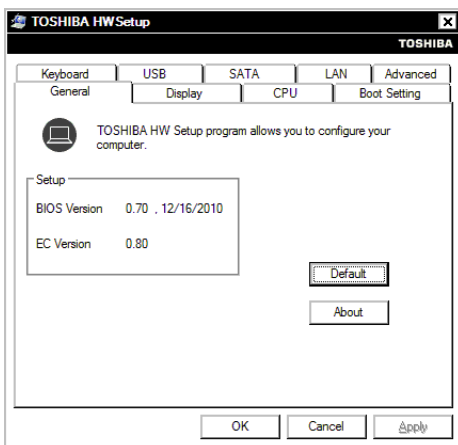 TOSHIBA HWSetup
TOSHIBA
Keyboard USB SATA LAN Advanced
General Display CPU Boot Setting
TOSHIBA HW Setup program allows you to configure your
computer.
Setup
BIOS Version 0.70 , 12/16/2010
EC Version 0.80
Default
About
OK Cancel Apply